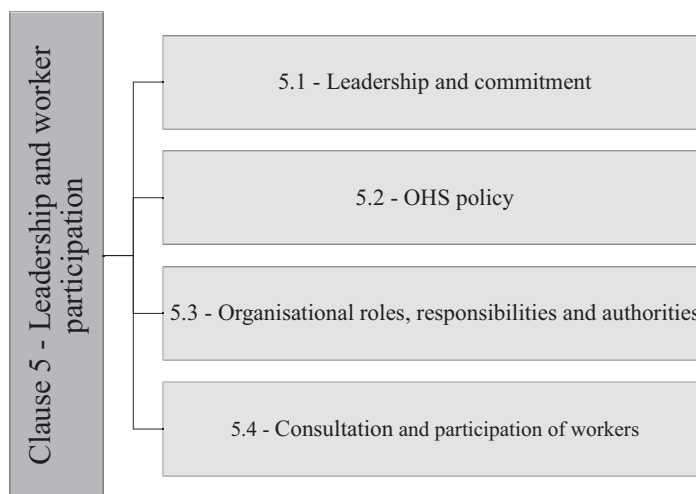 Clause 5 - Leadership and worker
participation
5.1 - Leadership and commitment
5.2 - OHS policy
5.3 - Organisational roles, responsibilities and authorities
5.4 - Consultation and participation of workers